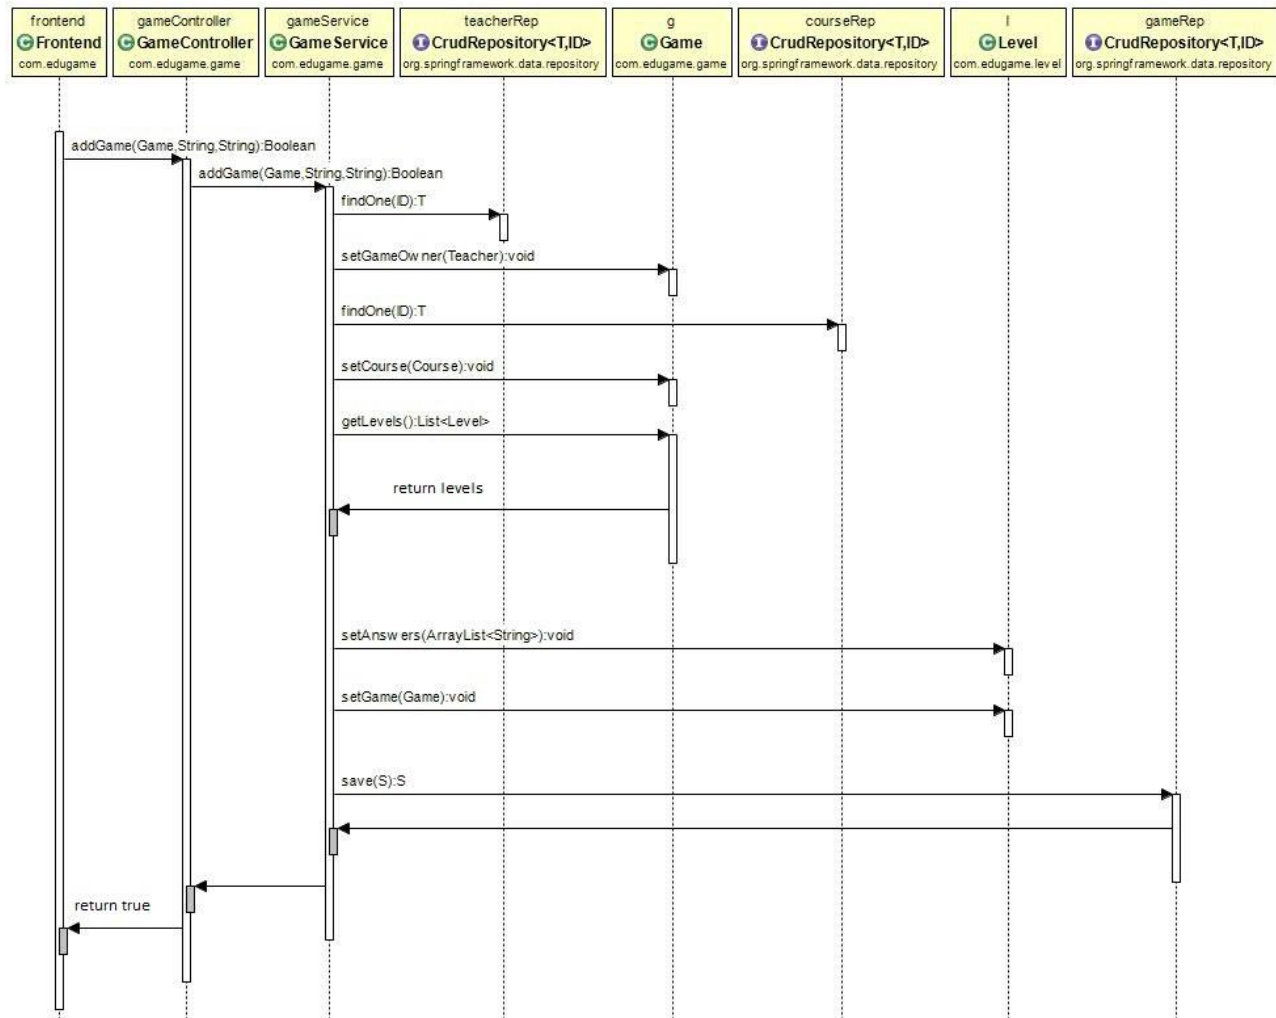 frontend gameController gameService teacherRep g courseRep l gameRep
C Frontend C GameController C GameService I CrudRepository<T,ID> C Game I CrudRepository<T,ID> C Level I CrudRepository<T,ID>
com.edugame com.edugame.game com.edugame.game org.springframework.data.repository com.edugame.game org.springframework.data.repository com.edugame.level org.springframework.data.repository
addGame(Game,String,String):Boolean
addGame(Game,String,String):Boolean
findOne(ID):T
setGameOwner(Teacher):void
findOne(ID):T
setCourse(Course):void
getLevels():List<Level>
return levels
setAnswers(ArrayList<String>):void
setGame(Game):void
save(S):S
return true